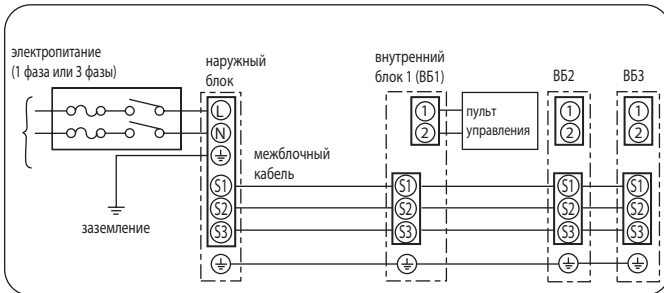 электропитание
(1 фаза или 3 фазы)
наружный
блок
внутренний
блок 1 (ВБ1)
ВБ2
ВБ3
L
N
1
2
пульт
управления
1
2
1
2
межблочный
кабель
заземление
S1
S2
S3
S1
S2
S3
S1
S2
S3
S1
S2
S3